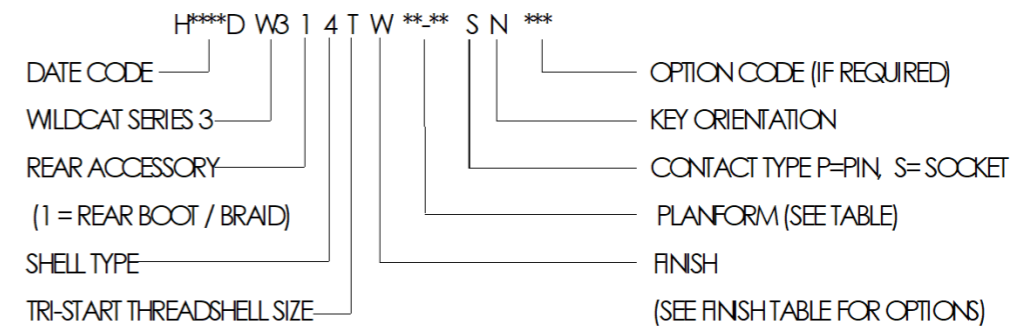 H****D W3 1 4 T W **-** S N ***
DATE CODE
OPTION CODE (IF REQUIRED)
WILDCAT SERIES 3
KEY ORIENTATION
REAR ACCESSORY
CONTACT TYPE P=PIN, S= SOCKET
(1 = REAR BOOT / BRAID)
PLANFORM (SEE TABLE)
SHELL TYPE
FINISH
TRI-START THREADSHELL SIZE
(SEE FINISH TABLE FOR OPTIONS)